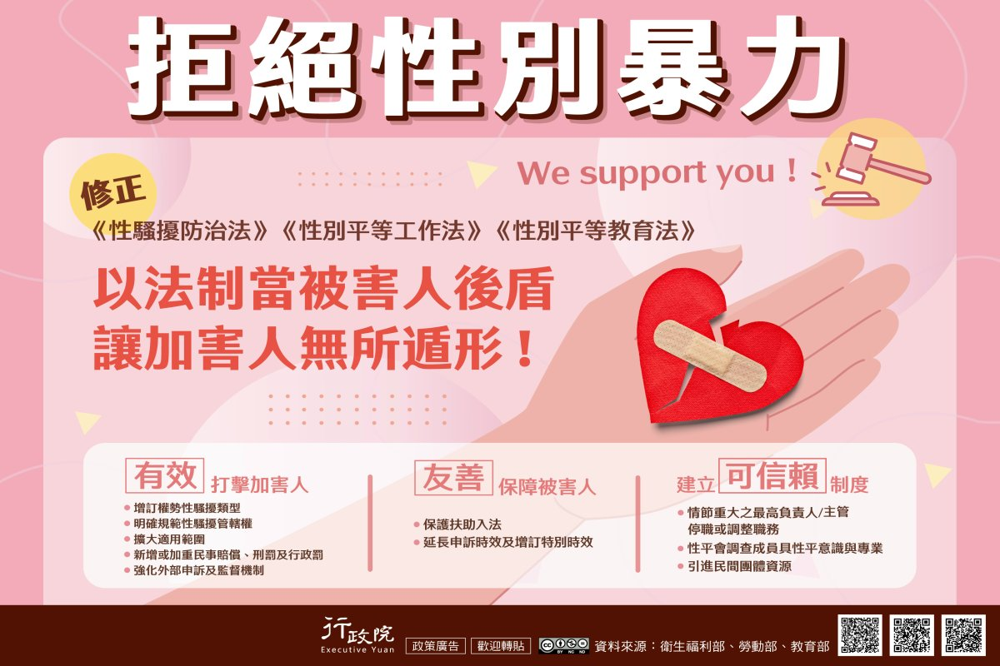 拒絕性別暴力
We support you！
修正
《性騷擾防治法》《性別平等工作法》《性別平等教育法》
以法制當被害人後盾
讓加害人無所遁形！
有效 打擊加害人
增訂權勢性騷擾類型
明確規範性騷擾管轄權
擴大適用範圍
新增或加重民事賠償、刑罰及行政罰
強化外部申訴及監督機制
友善 保障被害人
保護扶助入法
延長申訴時效及增訂特別時效
建立 可信賴 制度
情節重大之最高負責人/主管
停職或調整職務
性平會調查成員具性平意識與專業
引進民間團體資源
行政院
Executive Yuan
政策廣告
歡迎轉貼
CC BY NC ND
資料來源：衛生福利部、勞動部、教育部